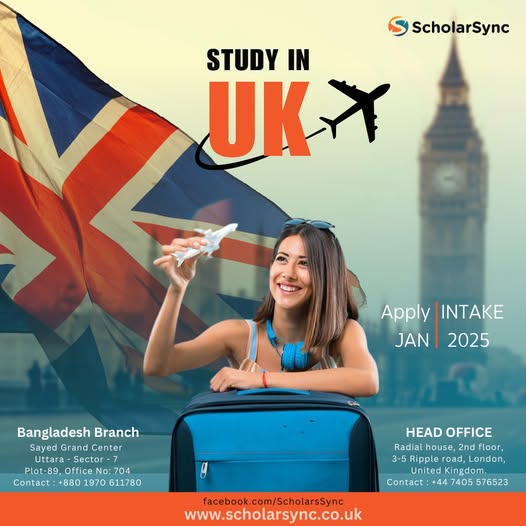 ScholarSync
STUDY IN
UK
Apply INTAKE
JAN 2025
Bangladesh Branch
Sayed Grand Center
Uttara - Sector - 7
Plot-89, Office No: 704
Contact : +880 1970 611780
HEAD OFFICE
Radial house, 2nd floor,
3-5 Ripple road, London,
United Kingdom.
Contact : +44 7405 576523
facebook.com/ScholarsSync
www.scholarsync.co.uk